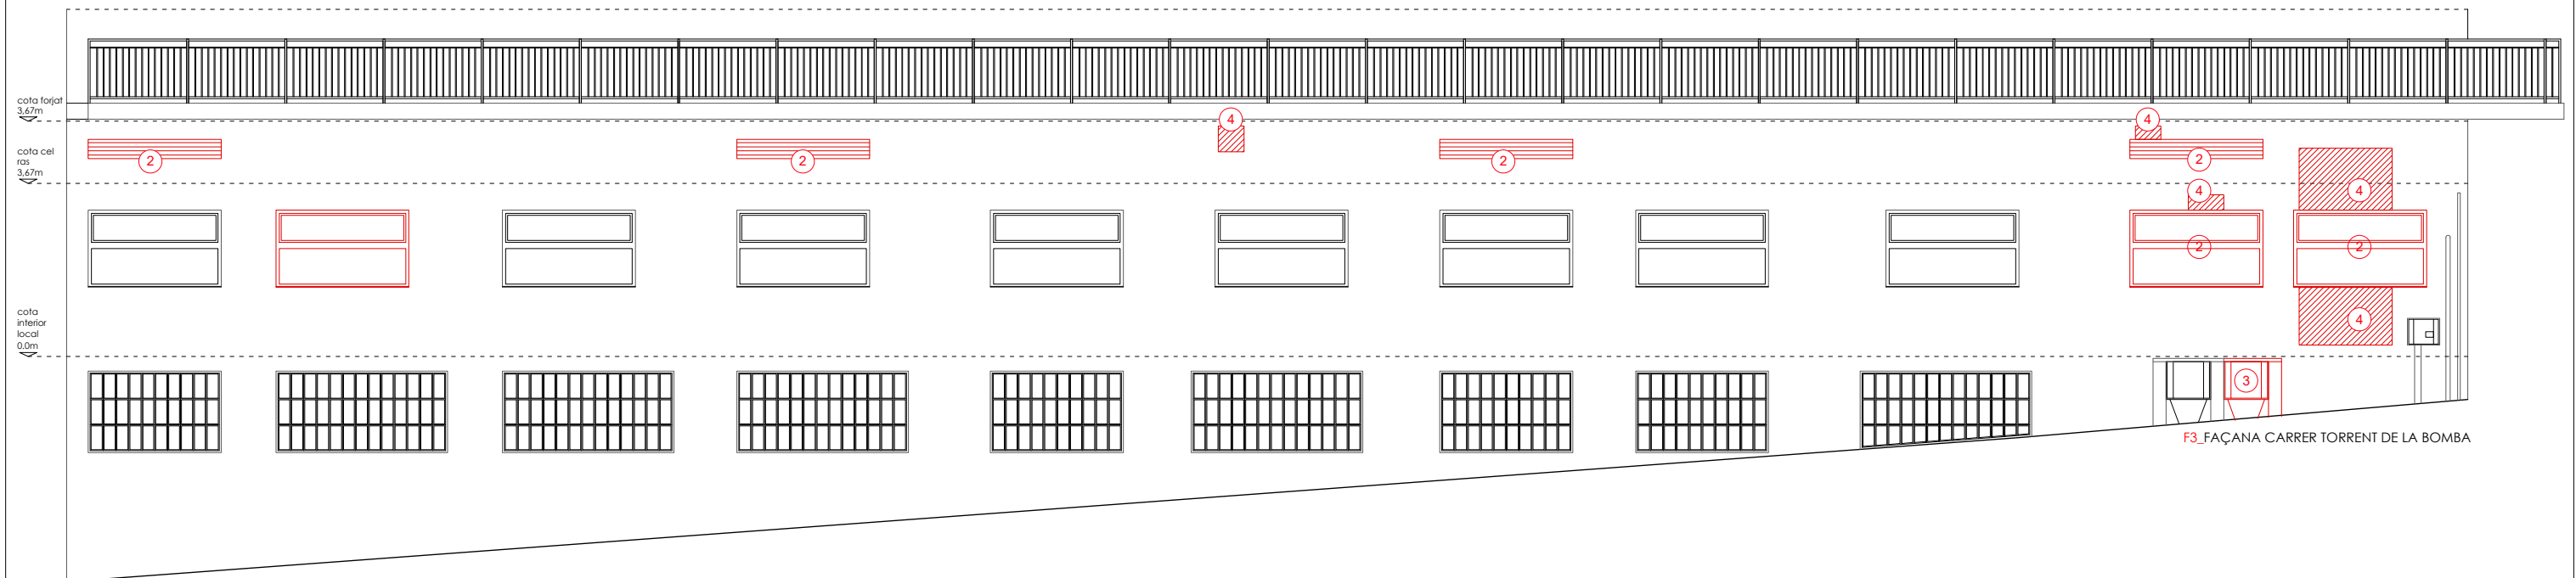 cota forjat
3,67m
4
4
cota cel
ras
3,67m
2
2
2
2
4
4
2
2
cota
interior
local
0.0m
4
3
F3_FAÇANA CARRER TORRENT DE LA BOMBA